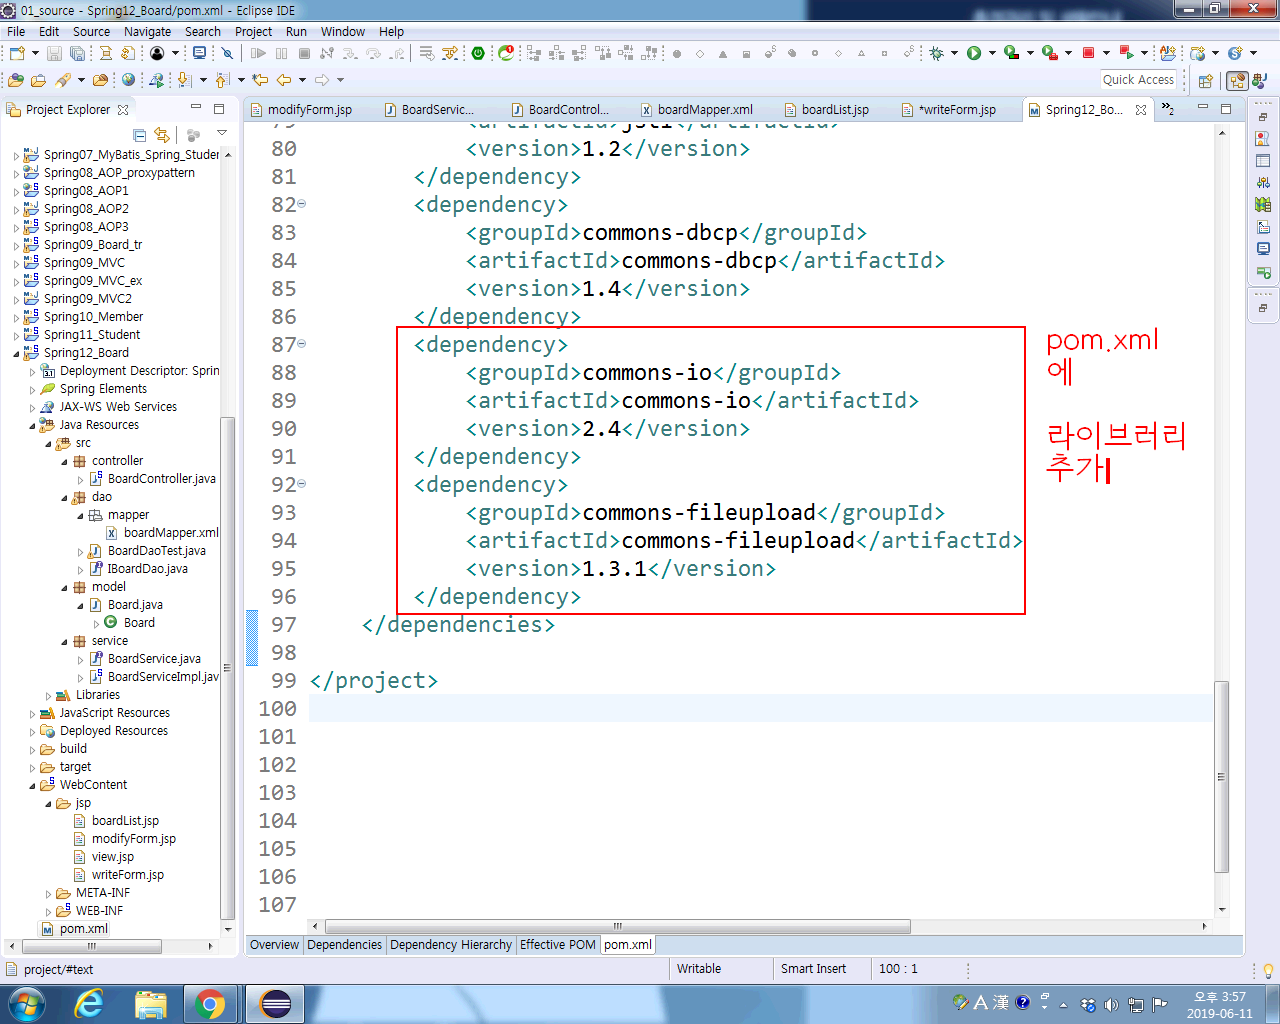 01_source - Spring12_Board/pom.xml - Eclipse IDE
File Edit Source Navigate Search Project Run Window Help
Quick Access
Project Explorer
modifyForm.jsp BoardServic... BoardControl... boardMapper.xml boardList.jsp *writeForm.jsp Spring12_Bo... »2
Spring07_MyBatis_Spring_Studen
Spring08_AOP_proxypattern
Spring08_AOP1
Spring08_AOP2
Spring08_AOP3
Spring09_Board_tr
Spring09_MVC
Spring09_MVC_ex
Spring09_MVC2
Spring10_Member
Spring11_Student
Spring12_Board
Deployment Descriptor: Sprin
Spring Elements
JAX-WS Web Services
Java Resources
src
controller
BoardController.java
dao
mapper
boardMapper.xml
BoardDaoTest.java
IBoardDao.java
model
Board.java
Board
service
BoardService.java
BoardServiceImpl.jav
Libraries
JavaScript Resources
Deployed Resources
build
target
WebContent
jsp
boardList.jsp
modifyForm.jsp
view.jsp
writeForm.jsp
META-INF
WEB-INF
pom.xml
79 <artifactId>jstl</artifactId>
80 <version>1.2</version>
81 </dependency>
82 <dependency>
83 <groupId>commons-dbcp</groupId>
84 <artifactId>commons-dbcp</artifactId>
85 <version>1.4</version>
86 </dependency>
87 <dependency>
88 <groupId>commons-io</groupId>
89 <artifactId>commons-io</artifactId>
90 <version>2.4</version>
91 </dependency>
92 <dependency>
93 <groupId>commons-fileupload</groupId>
94 <artifactId>commons-fileupload</artifactId>
95 <version>1.3.1</version>
96 </dependency>
97 </dependencies>
98
99 </project>
100
101
102
103
104
105
106
107
pom.xml
에
라이브러리
추가
Overview Dependencies Dependency Hierarchy Effective POM pom.xml
project/#text Writable Smart Insert 100 : 1
A 漢
오후 3:57
2019-06-11